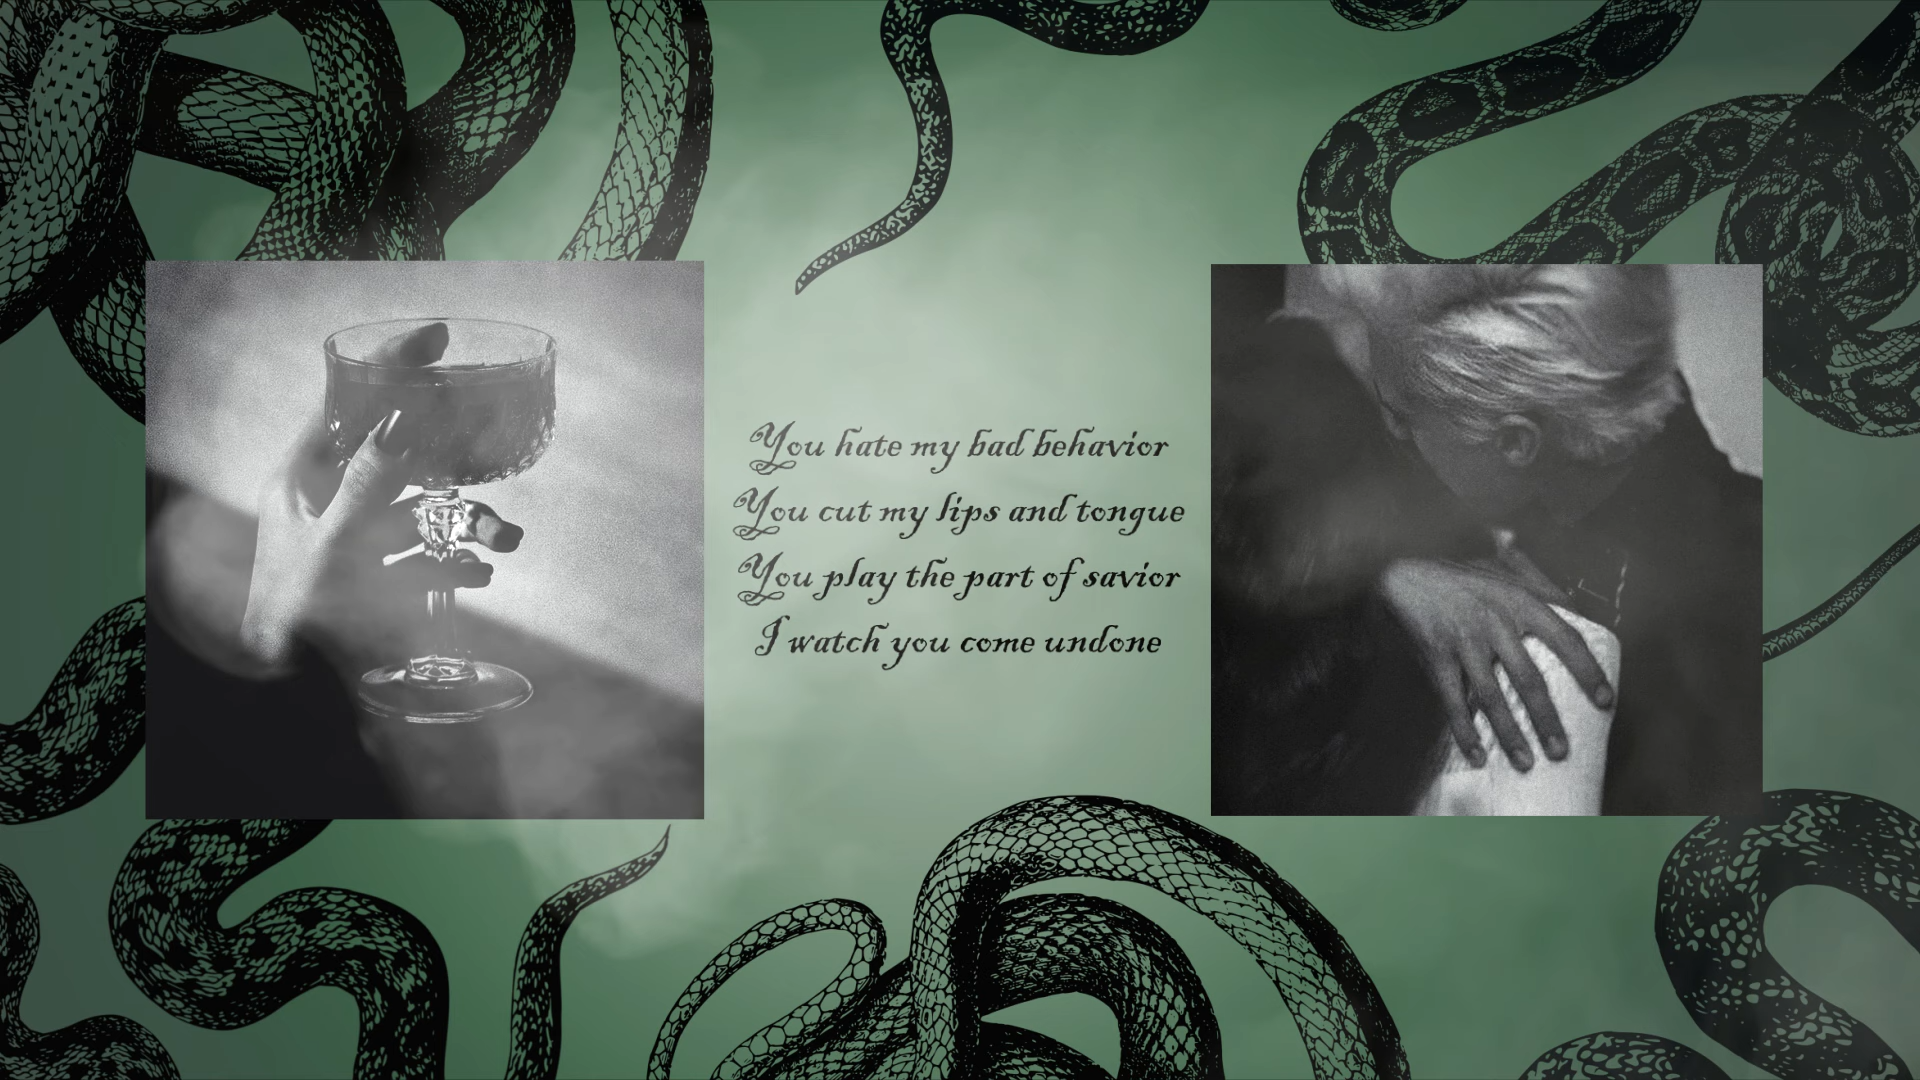 You hate my bad behavior
You cut my lips and tongue
You play the part of savior
I watch you come undone